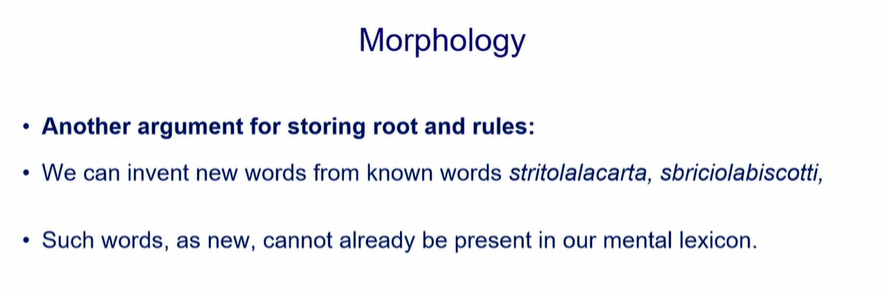 Morphology
• Another argument for storing root and rules:
• We can invent new words from known words stritolalacarta, sbriciolabiscotti,
• Such words, as new, cannot already be present in our mental lexicon.